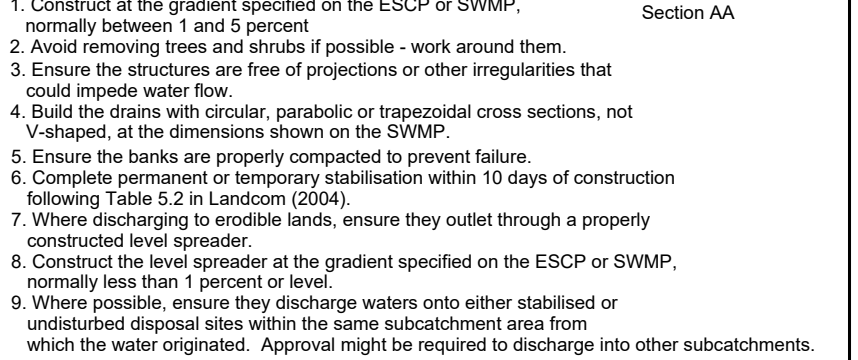 1. Construct at the gradient specified on the ESCP or SWMP,
normally between 1 and 5 percent
Section AA
2. Avoid removing trees and shrubs if possible - work around them.
3. Ensure the structures are free of projections or other irregularities that
could impede water flow.
4. Build the drains with circular, parabolic or trapezoidal cross sections, not
V-shaped, at the dimensions shown on the SWMP.
5. Ensure the banks are properly compacted to prevent failure.
6. Complete permanent or temporary stabilisation within 10 days of construction
following Table 5.2 in Landcom (2004).
7. Where discharging to erodible lands, ensure they outlet through a properly
constructed level spreader.
8. Construct the level spreader at the gradient specified on the ESCP or SWMP,
normally less than 1 percent or level.
9. Where possible, ensure they discharge waters onto either stabilised or
undisturbed disposal sites within the same subcatchment area from
which the water originated.  Approval might be required to discharge into other subcatchments.